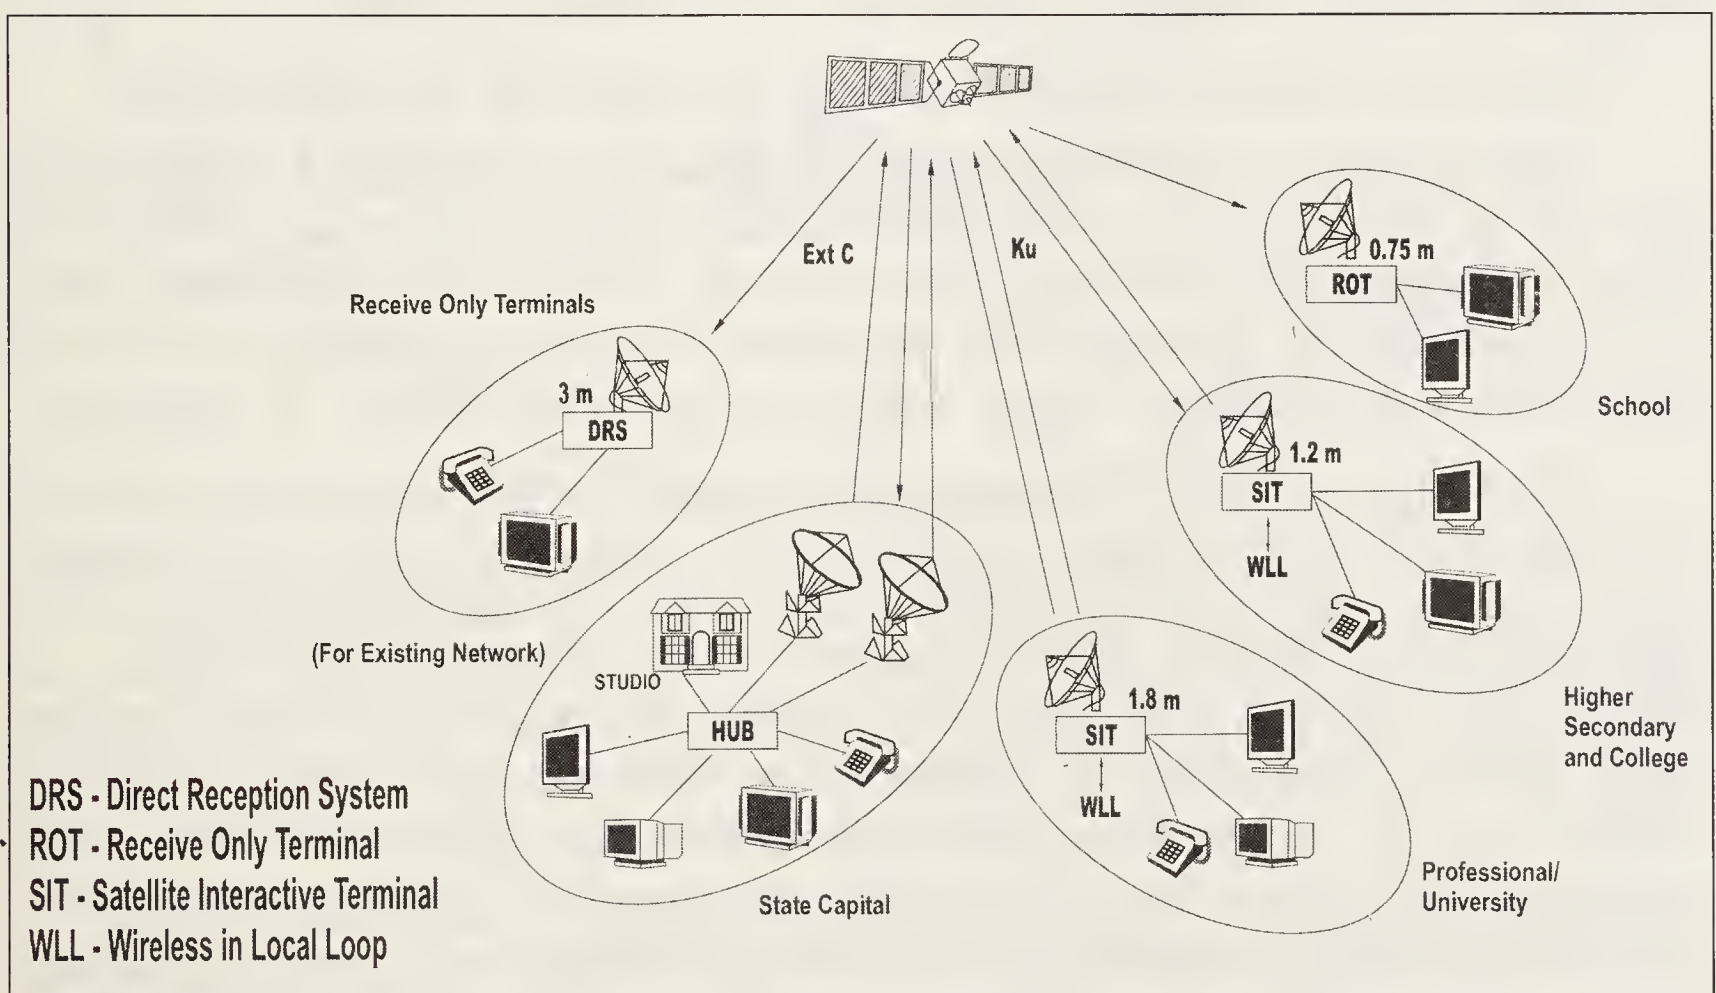 Ext C
Ku
0.75 m
ROT
Receive Only Terminals
3 m
DRS
School
1.2 m
SIT
WLL
(For Existing Network)
STUDIO
HUB
1.8 m
SIT
WLL
Higher
Secondary
and College
DRS - Direct Reception System
ROT - Receive Only Terminal
SIT - Satellite Interactive Terminal
WLL - Wireless in Local Loop
State Capital
Professional/
University